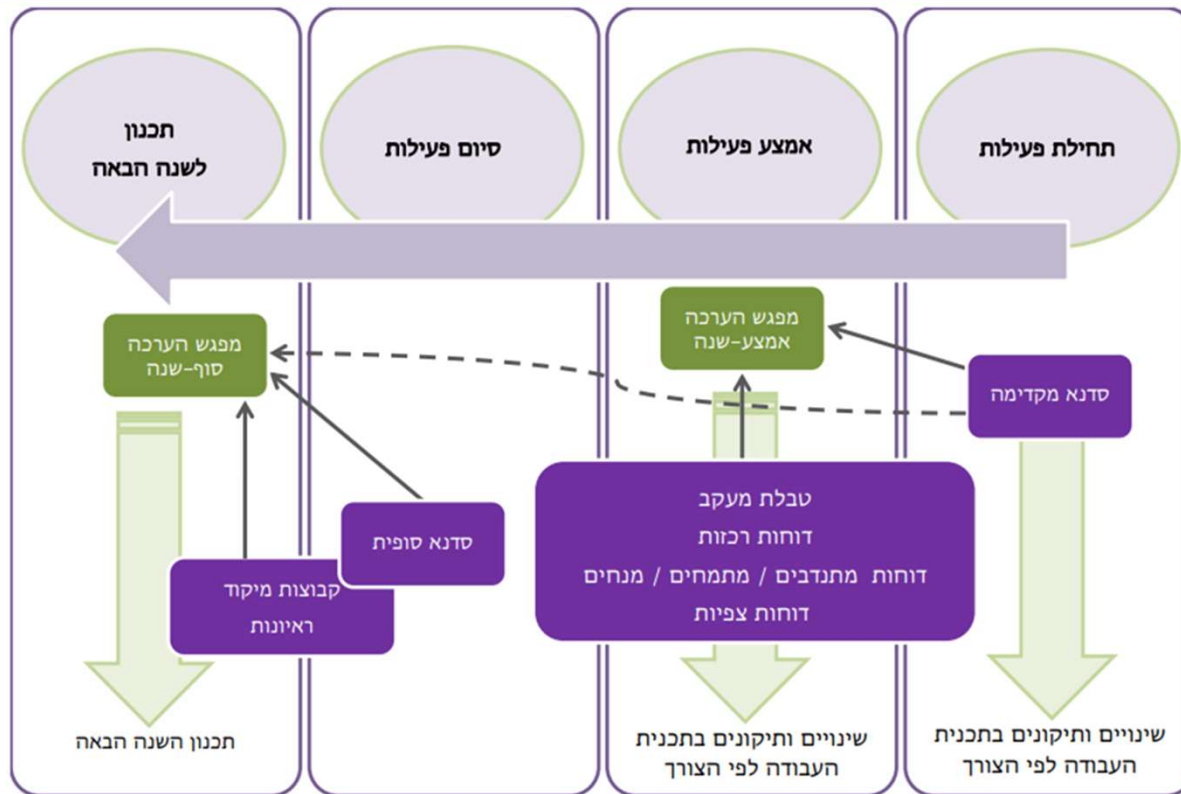 תחילת פעילות
אמצע פעילות
סיום פעילות
תכנון
לשנה הבאה
סדנא מקדימה
מפגש הערכה
אמצע-שנה
מפגש הערכה
סוף-שנה
טבלת מעקב
דוחות רכזות
דוחות מתנדבים / מתמחים / מנחים
דוחות צפיות
סדנא סופית
קבוצות מיקוד
ראיונות
שינויים ותיקונים בתכנית
העבודה לפי הצורך
שינויים ותיקונים בתכנית
העבודה לפי הצורך
תכנון השנה הבאה